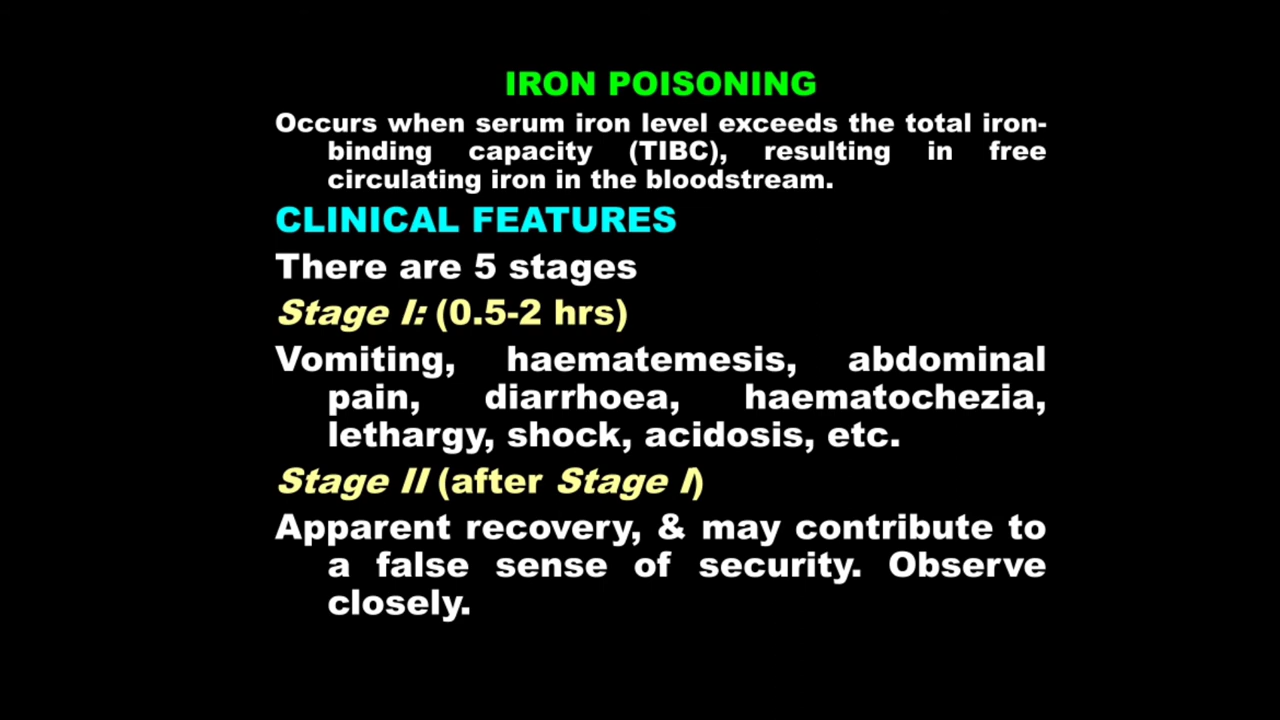 IRON POISONING
Occurs when serum iron level exceeds the total iron-
binding capacity (TIBC), resulting in free
circulating iron in the bloodstream.
CLINICAL FEATURES
There are 5 stages
Stage I: (0.5-2 hrs)
Vomiting, haematemesis, abdominal
pain, diarrhoea, haematochezia,
lethargy, shock, acidosis, etc.
Stage II (after Stage I)
Apparent recovery, & may contribute to
a false sense of security. Observe
closely.